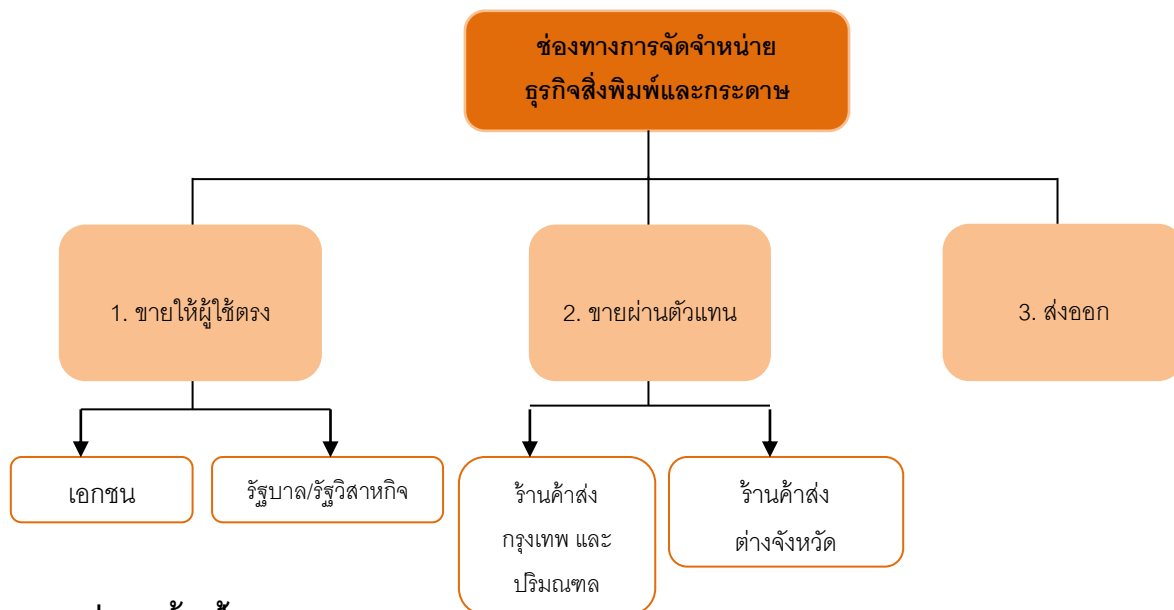 ช่องทางการจัดจำหน่าย
ธุรกิจสิ่งพิมพ์และกระดาษ
1. ขายให้ผู้ใช้ตรง
2. ขายผ่านตัวแทน
3. ส่งออก
เอกชน
รัฐบาล/รัฐวิสาหกิจ
ร้านค้าส่ง
กรุงเทพ และ
ปริมณฑล
ร้านค้าส่ง
ต่างจังหวัด